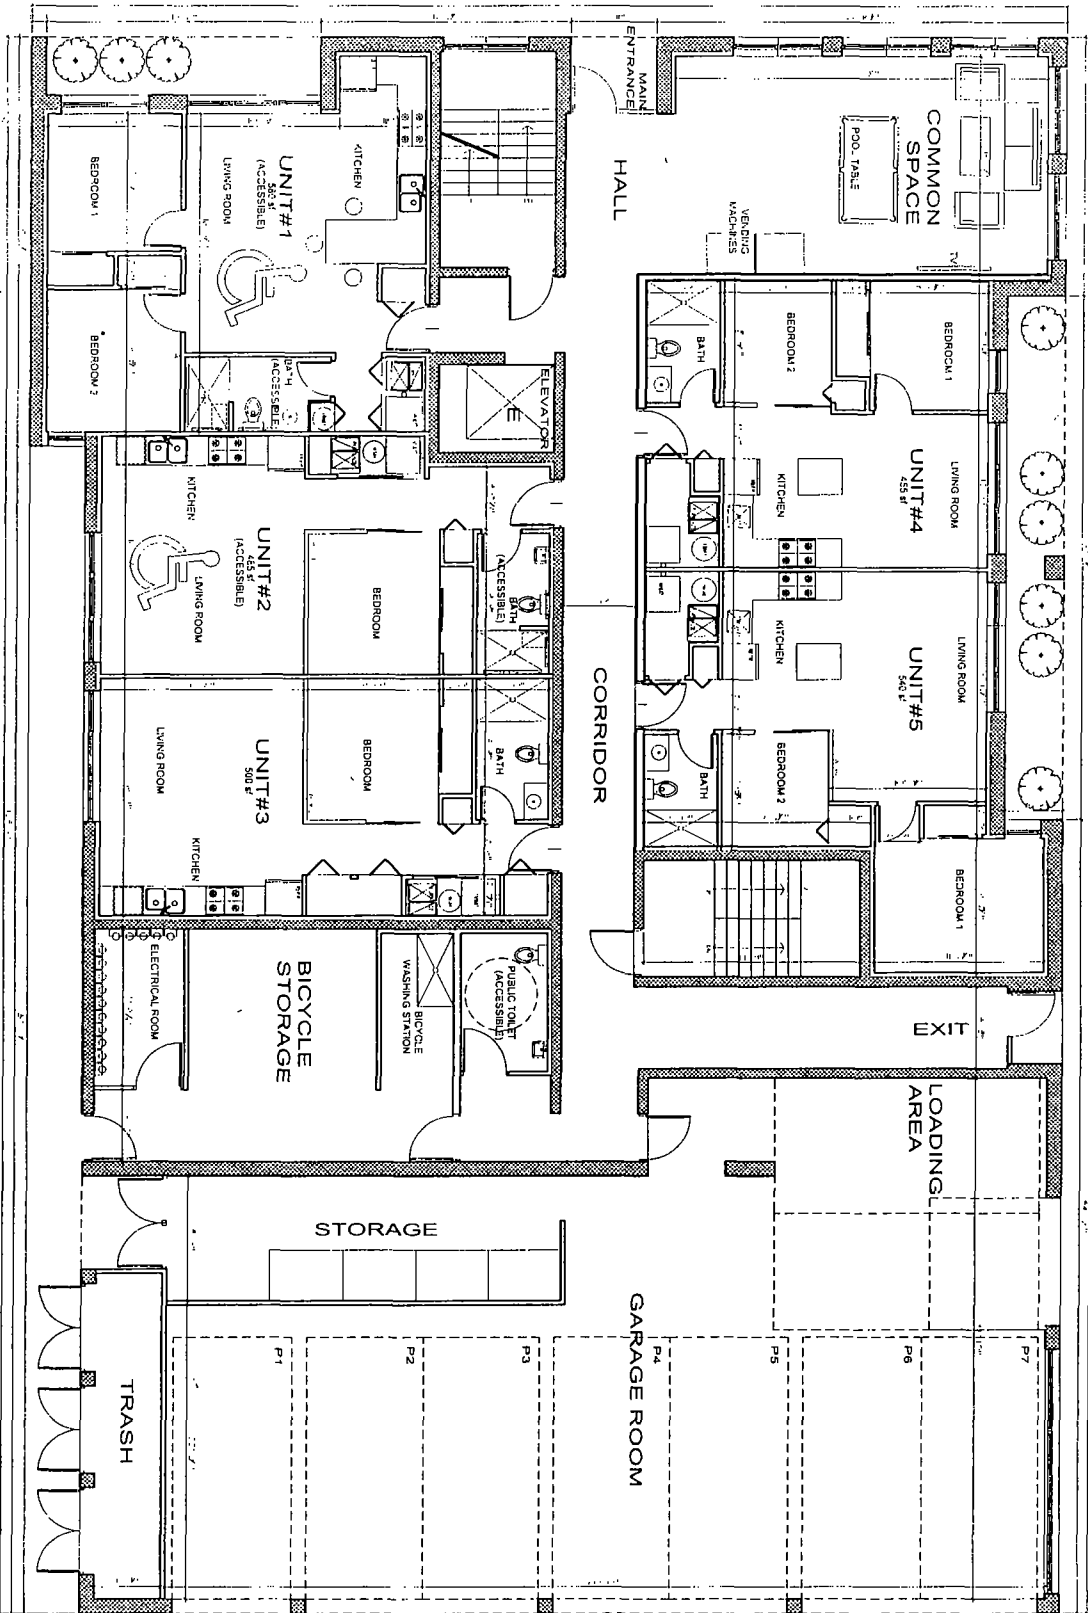 MAIN
ENTRANCE
HALL
COMMON
SPACE
POOL TABLE
VENDING
MACHINES
UNIT#1
580 sf
(ACCESSIBLE)
LIVING ROOM
KITCHEN
BEDROOM 1
BEDROOM 2
BATH
(ACCESSIBLE)
ELEVATOR
E
UNIT#2
(ACCESSIBLE)
KITCHEN
LIVING ROOM
BEDROOM
BATH
(ACCESSIBLE)
UNIT#3
500 sf
LIVING ROOM
BEDROOM
BATH
KITCHEN
CORRIDOR
UNIT#4
455 sf
LIVING ROOM
KITCHEN
BEDROOM 1
BEDROOM 2
BATH
UNIT#5
540 sf
LIVING ROOM
KITCHEN
BEDROOM 2
BEDROOM 1
BATH
ELECTRICAL ROOM
BICYCLE
STORAGE
BICYCLE
WASHING STATION
PUBLIC TOILET
(ACCESSIBLE)
EXIT
LOADING
AREA
STORAGE
GARAGE ROOM
TRASH
P1
P2
P3
P4
P5
P6
P7